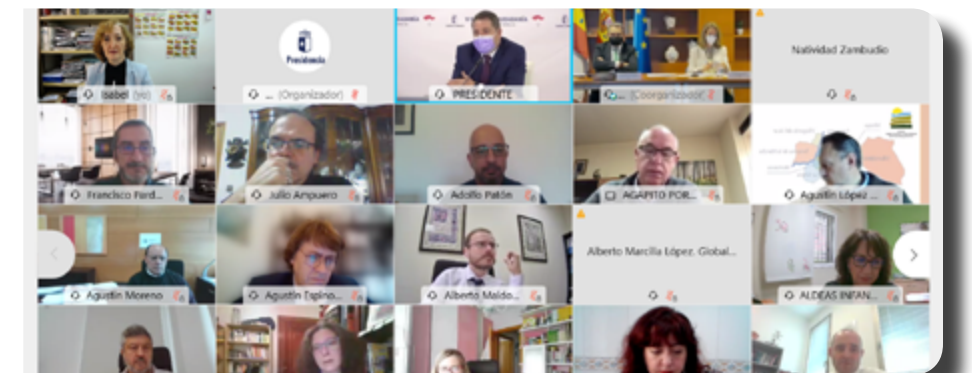 Presidencia
Isabel (yo)
... (Organizador)
PRESIDENTE
... (Coorganizador)
Natividad Zambudio
Francisco Ferd...
Julio Ampuero
Adolfo Patón
AGAPITO POR...
Agustín López ...
Agustín Moreno
Agustín Espino...
Alberto Maldo...
Alberto Marcilla López. Global...
ALDEAS INFAN...